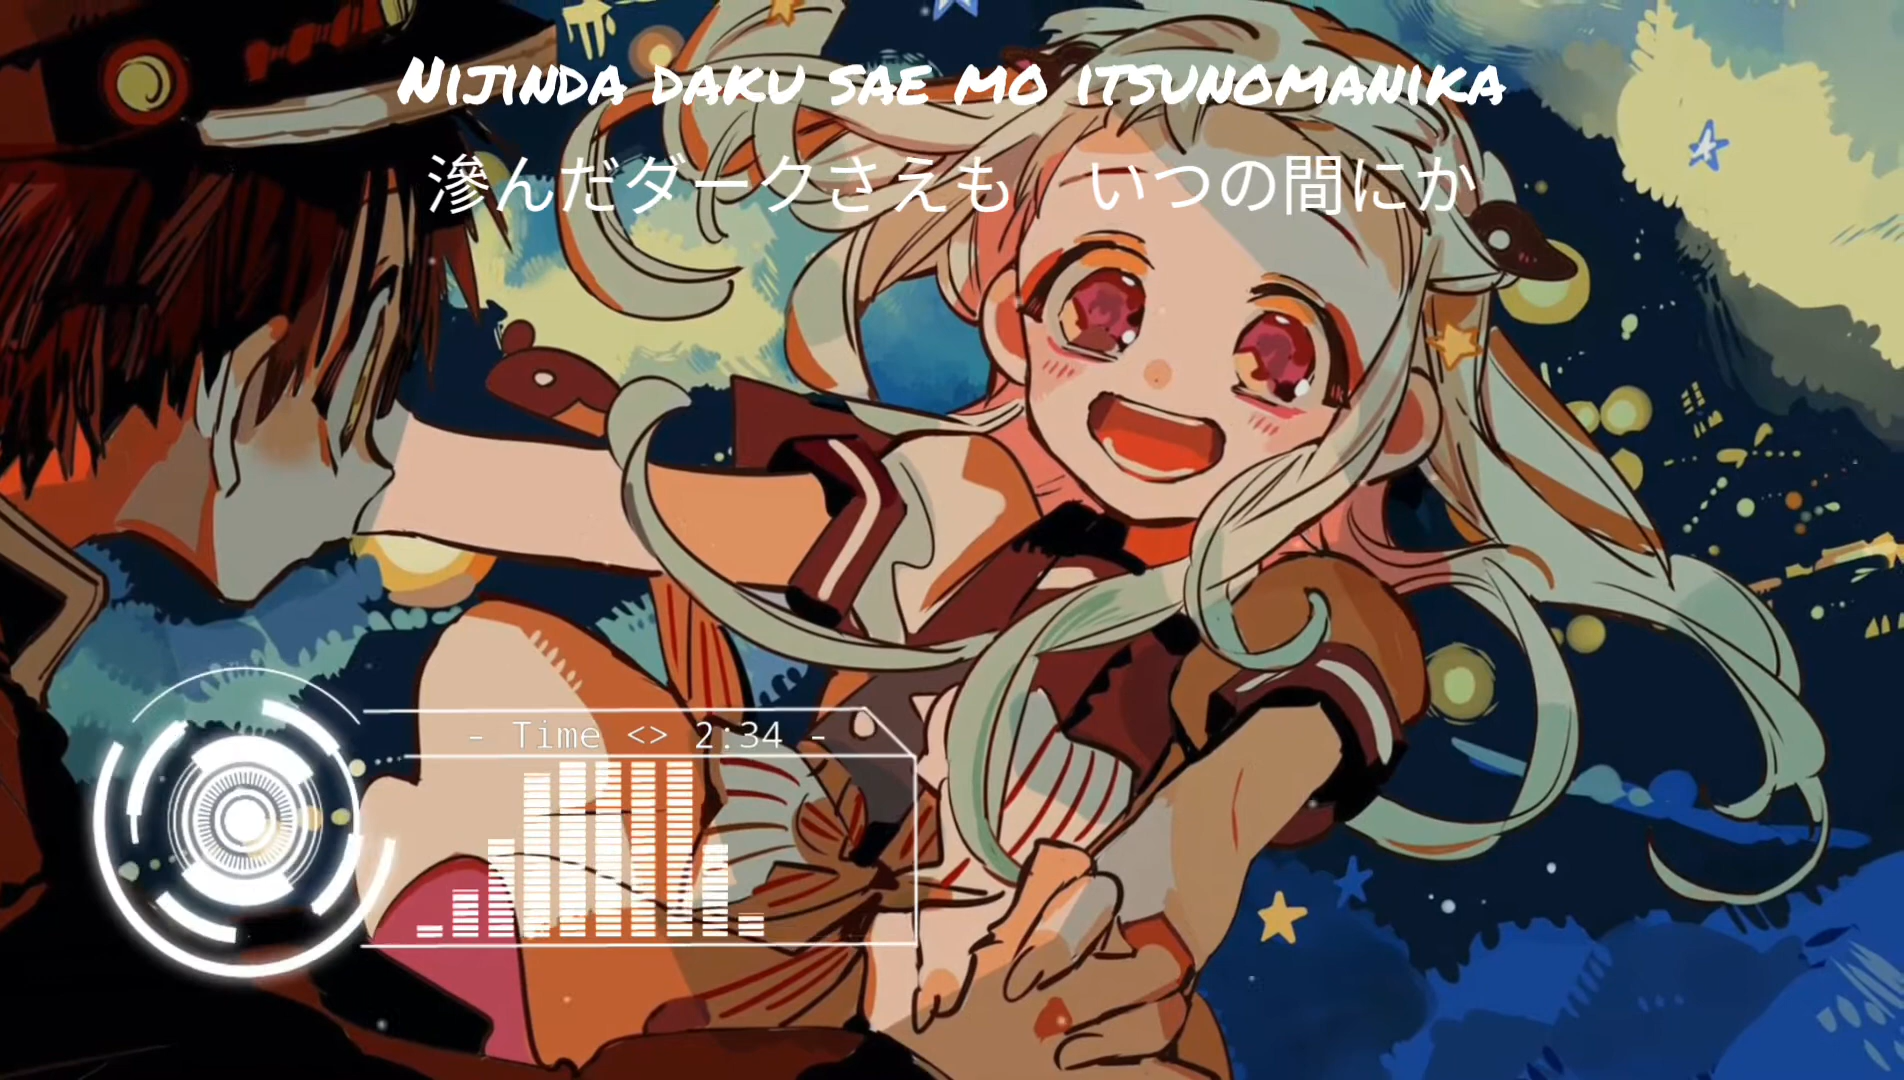 Nijinda daku sae mo itsunomanika
滲んだダークさえも　いつの間にか
- Time <> 2:34 -